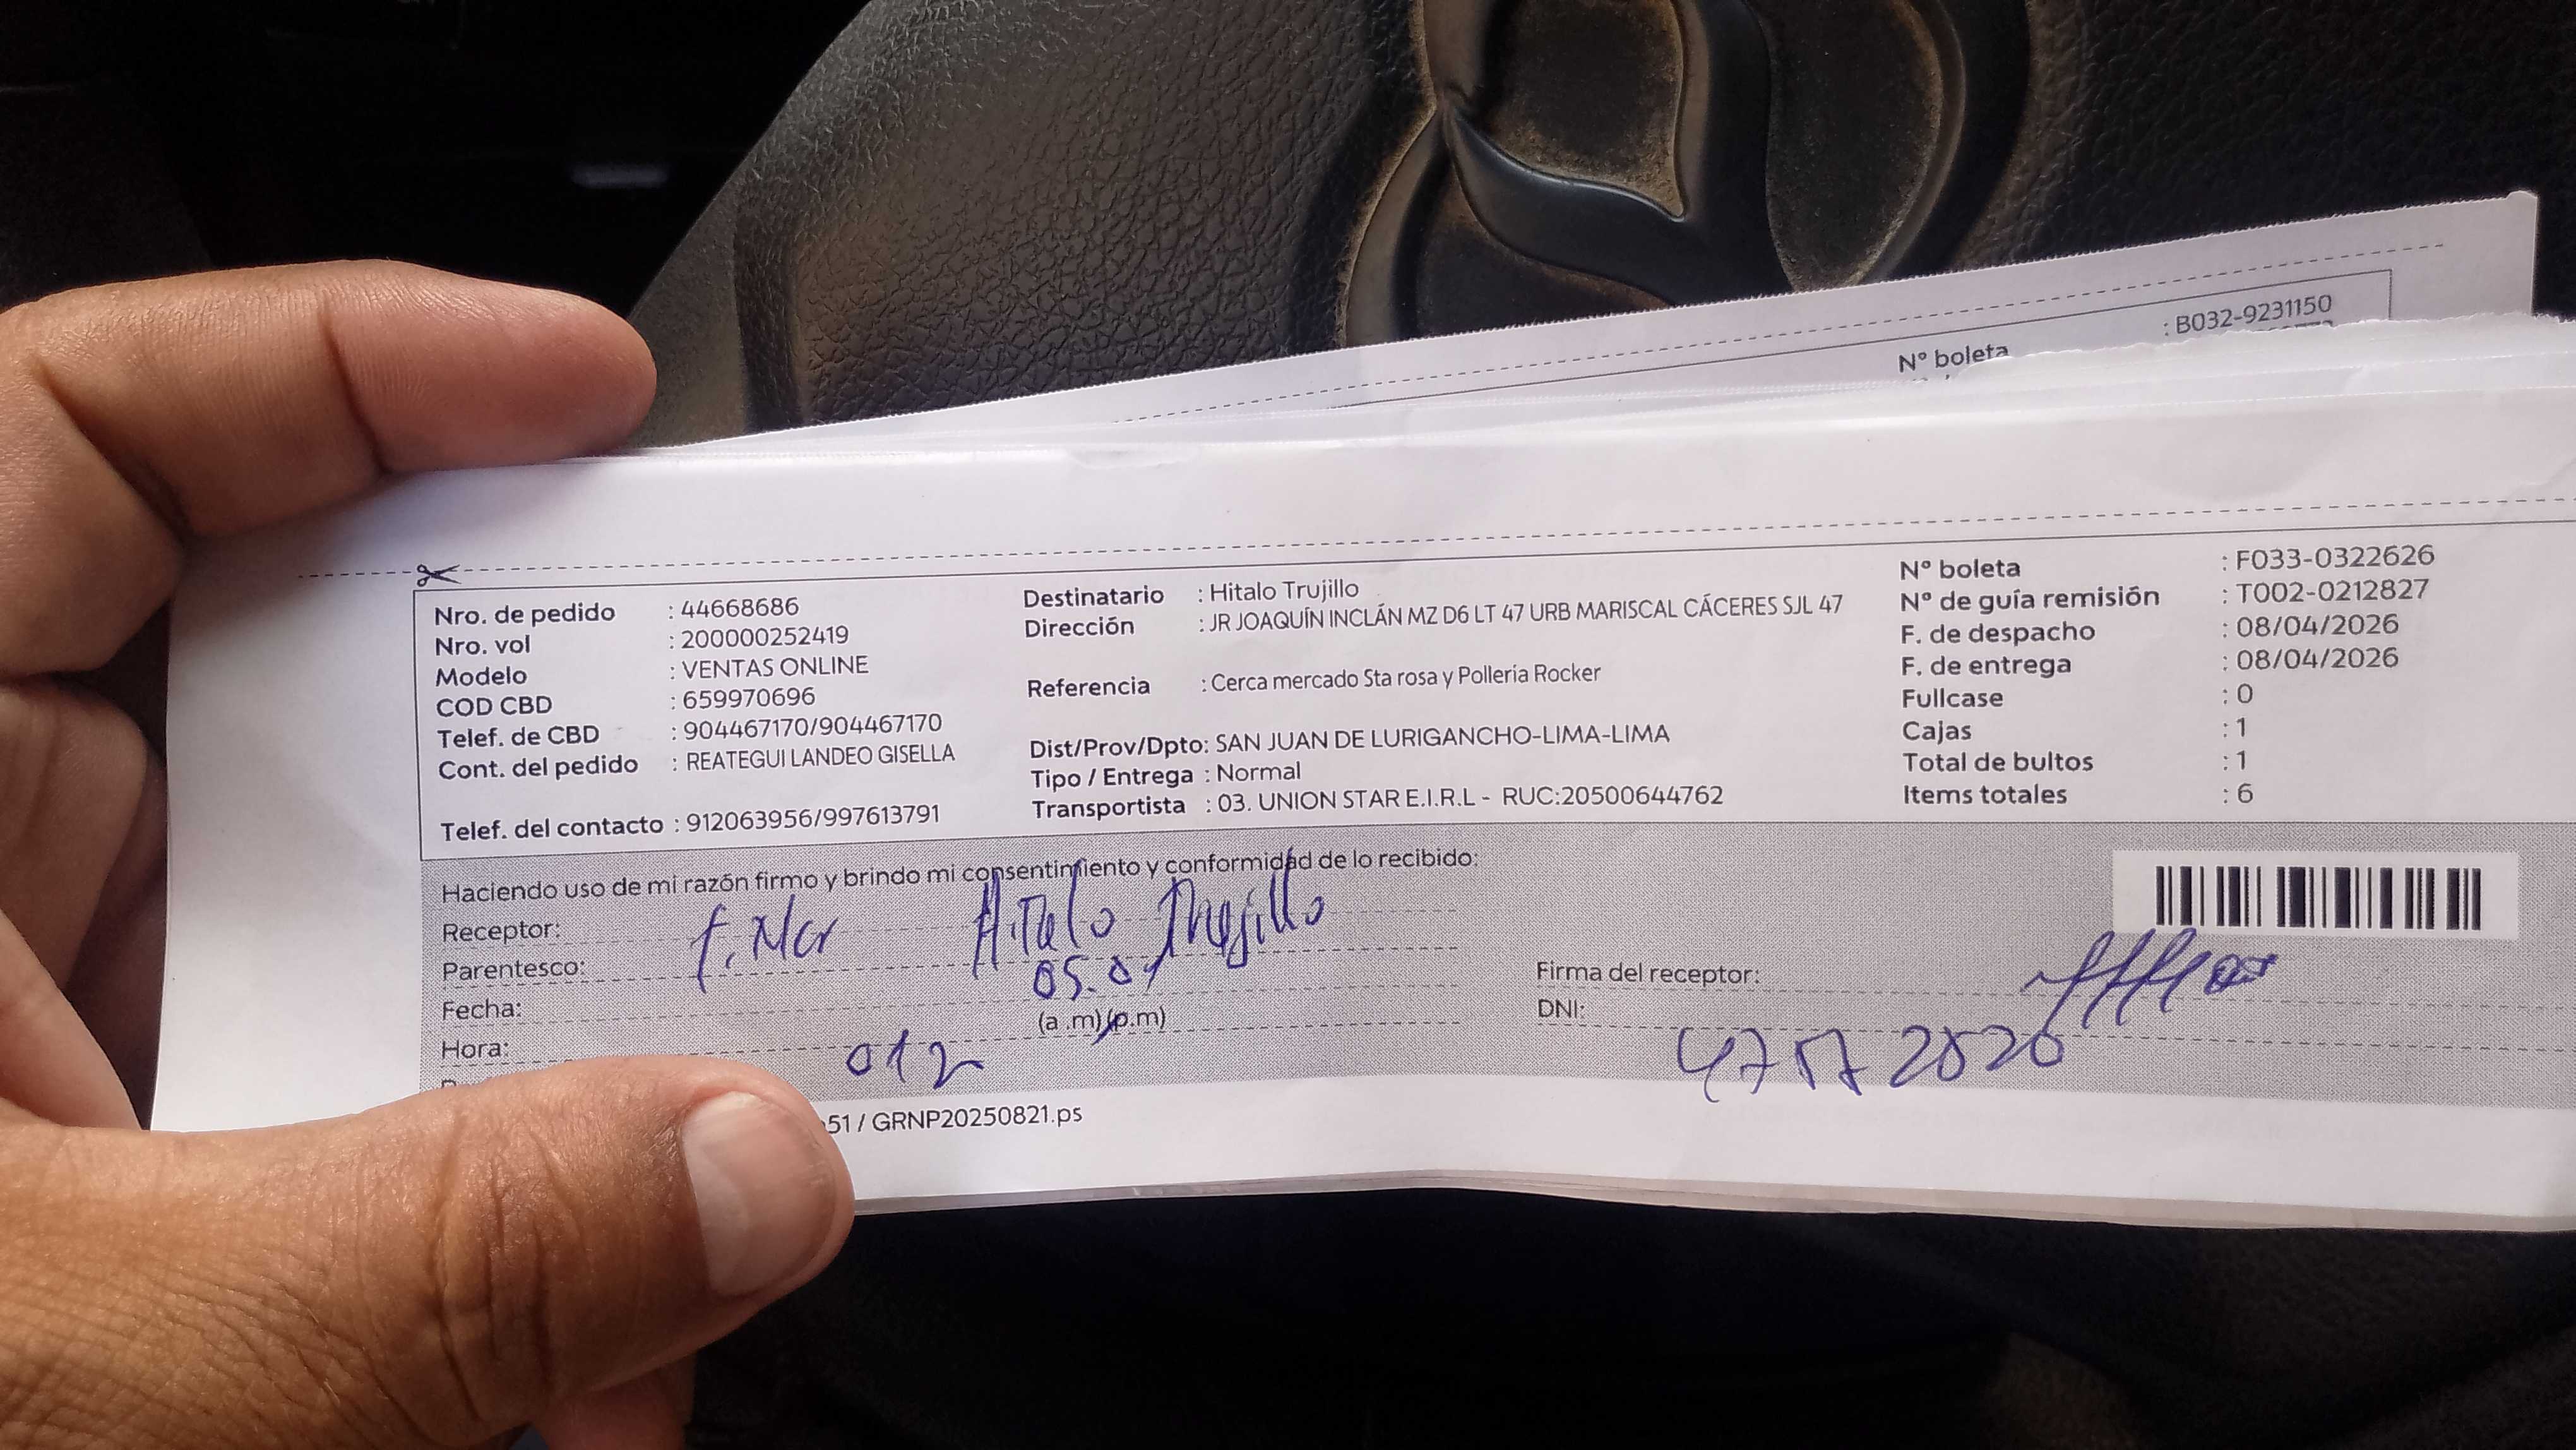 Nº boleta : B032-9231150
Nro. de pedido : 44668686
Nro. vol : 200000252419
Modelo : VENTAS ONLINE
COD CBD : 659970696
Telef. de CBD : 904467170/904467170
Cont. del pedido : REATEGUI LANDEO GISELLA
Telef. del contacto : 912063956/997613791
Destinatario : Hitalo Trujillo
Dirección : JR JOAQUÍN INCLÁN MZ D6 LT 47 URB MARISCAL CÁCERES SJL 47
Referencia : Cerca mercado Sta rosa y Polleria Rocker
Dist/Prov/Dpto: SAN JUAN DE LURIGANCHO-LIMA-LIMA
Tipo / Entrega : Normal
Transportista : 03. UNION STAR E.I.R.L - RUC:20500644762
Nº boleta : F033-0322626
Nº de guía remisión : T002-0212827
F. de despacho : 08/04/2026
F. de entrega : 08/04/2026
Fullcase : 0
Cajas : 1
Total de bultos : 1
Items totales : 6
Haciendo uso de mi razón firmo y brindo mi consentimiento y conformidad de lo recibido:
Receptor: Hitalo Trujillo
Parentesco:
Fecha:
Hora: (a .m) (p.m)
Firma del receptor:
DNI:
51 / GRNP20250821.ps